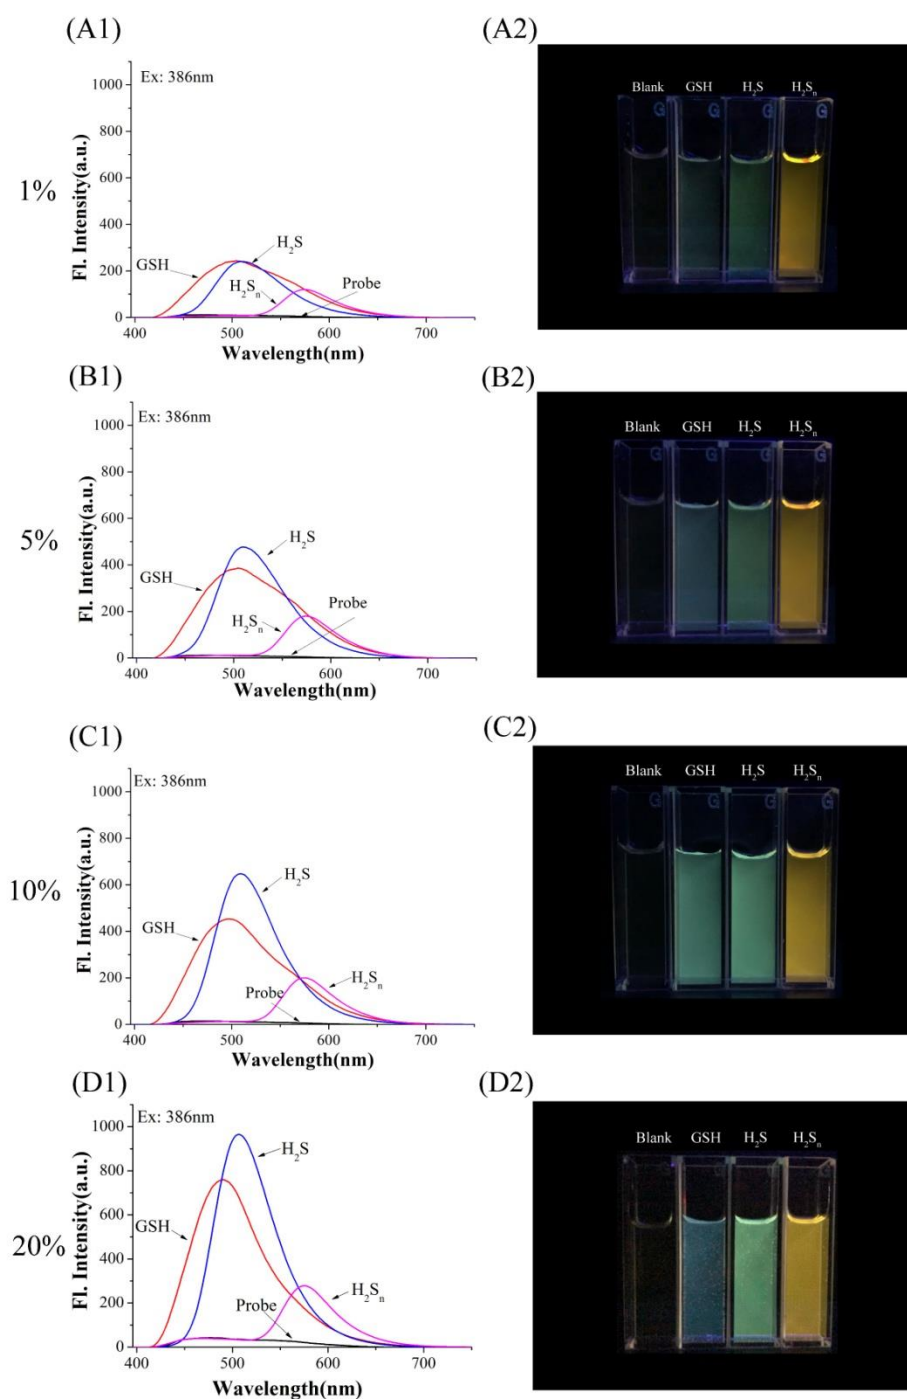 (A1)
(A2)
1%
Fl. Intensity(a.u.)
1000
800
600
400
200
0
Ex: 386nm
GSH
H₂S
H₂Sₙ
Probe
400 500 600 700
Wavelength(nm)
Blank GSH H₂S H₂Sₙ
G G G G
(B1)
(B2)
5%
Fl. Intensity(a.u.)
1000
800
600
400
200
0
Ex: 386nm
H₂S
GSH
H₂Sₙ
Probe
400 500 600 700
Wavelength(nm)
Blank GSH H₂S H₂Sₙ
G G G G
(C1)
(C2)
10%
Fl. Intensity(a.u.)
1000
800
600
400
200
0
Ex: 386nm
H₂S
GSH
H₂Sₙ
Probe
400 500 600 700
Wavelength(nm)
Blank GSH H₂S H₂Sₙ
G G G G
(D1)
(D2)
20%
Fl. Intensity(a.u.)
1000
800
600
400
200
0
Ex: 386nm
H₂S
GSH
H₂Sₙ
Probe
400 500 600 700
Wavelength(nm)
Blank GSH H₂S H₂Sₙ